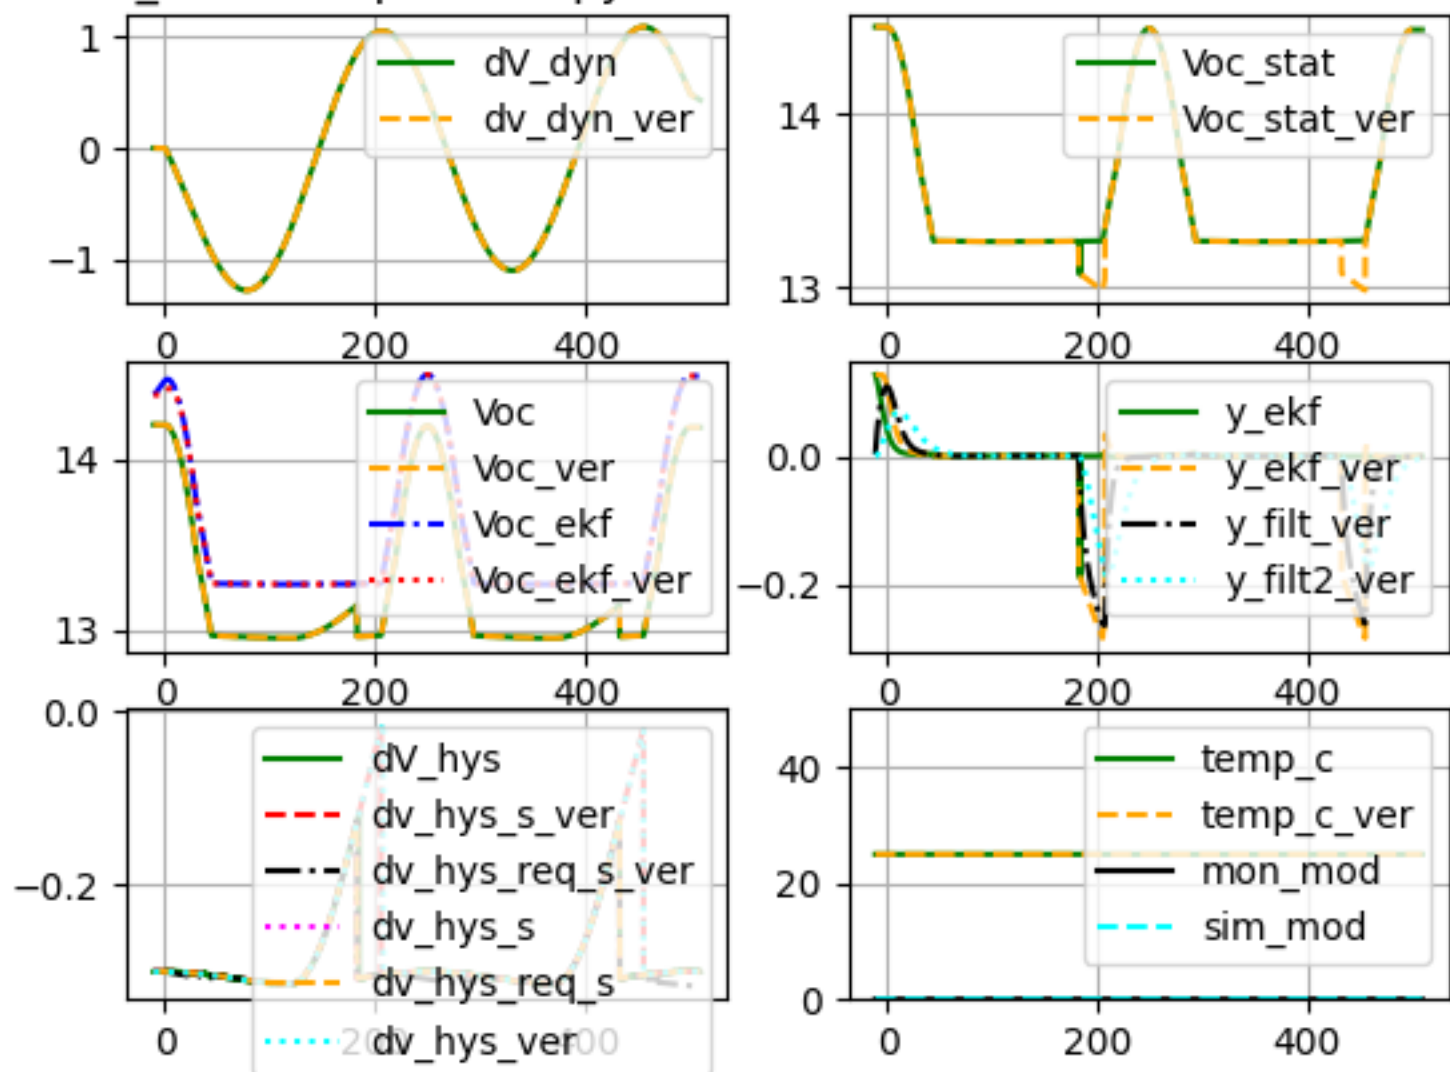 1
0
−1
0
200
400
dV_dyn
dv_dyn_ver
14
13
0
200
400
Voc_stat
Voc_stat_ver
14
13
0
200
400
Voc
Voc_ver
Voc_ekf
Voc_ekf_ver
0.0
−0.2
0
200
400
y_ekf
y_ekf_ver
y_filt_ver
y_filt2_ver
0.0
−0.2
0
200
400
dV_hys
dv_hys_s_ver
dv_hys_req_s_ver
dv_hys_s
dv_hys_req_s
dv_hys_ver
40
20
0
0
200
400
temp_c
temp_c_ver
mon_mod
sim_mod